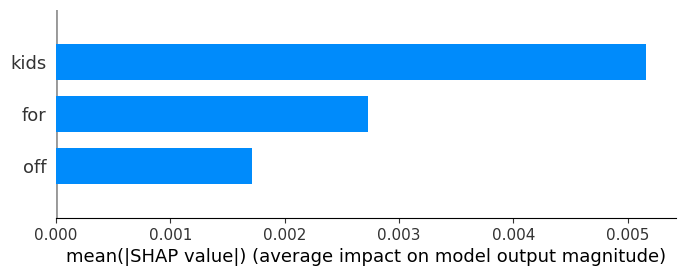 kids
for
off
0.000 0.001 0.002 0.003 0.004 0.005
mean(|SHAP value|) (average impact on model output magnitude)